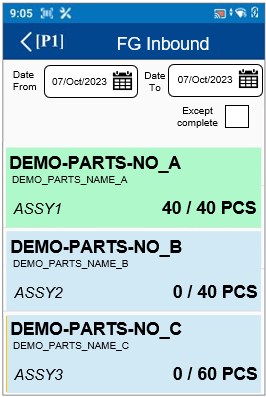 9:05
[P1] FG Inbound
Date From 07/Oct/2023 Date To 07/Oct/2023
Except complete
DEMO-PARTS-NO_A
DEMO_PARTS_NAME_A
ASSY1 40 / 40 PCS
DEMO-PARTS-NO_B
DEMO_PARTS_NAME_B
ASSY2 0 / 40 PCS
DEMO-PARTS-NO_C
DEMO_PARTS_NAME_C
ASSY3 0 / 60 PCS